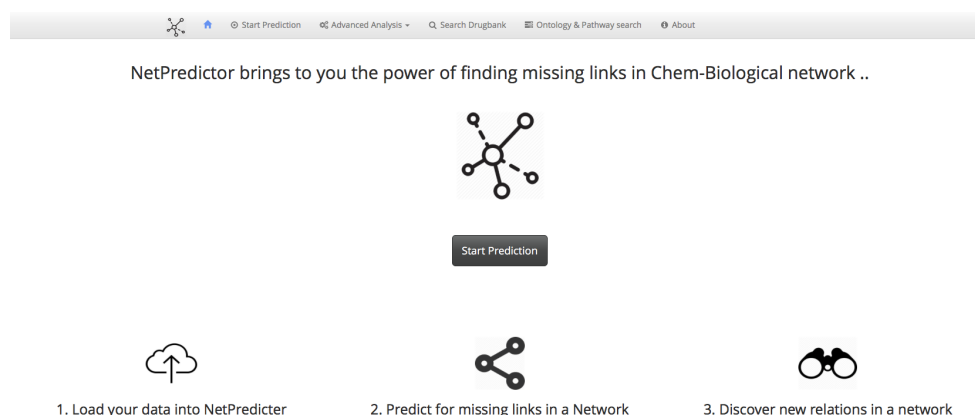 Start Prediction Advanced Analysis Search Drugbank Ontology & Pathway search About
NetPredictor brings to you the power of finding missing links in Chem-Biological network ..
Start Prediction
1. Load your data into NetPredicter 2. Predict for missing links in a Network 3. Discover new relations in a network